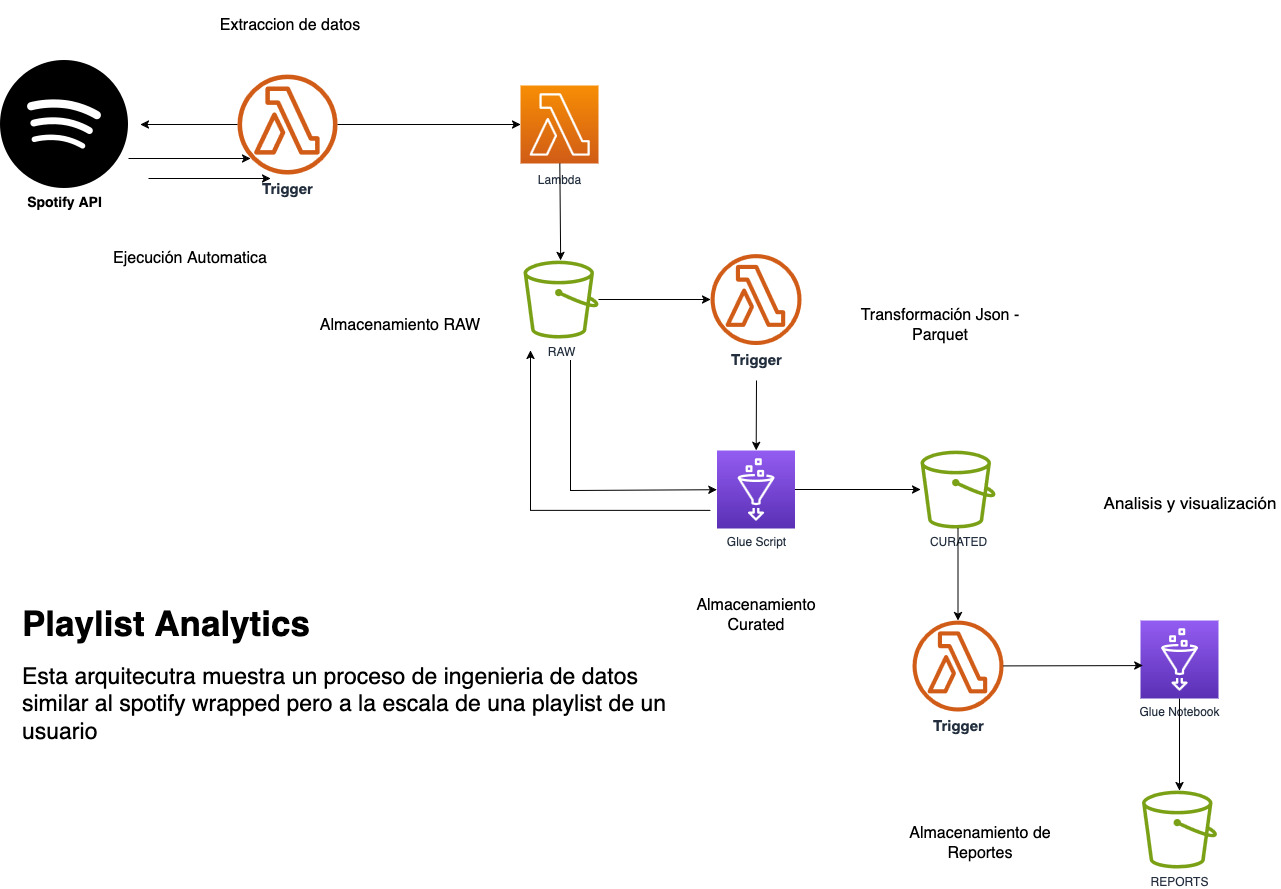 Extraccion de datos
Spotify API
Trigger
Lambda
Ejecución Automatica
Almacenamiento RAW
RAW
Trigger
Transformación Json -
Parquet
Glue Script
CURATED
Analisis y visualización
Almacenamiento
Curated
Playlist Analytics
Esta arquitecutra muestra un proceso de ingenieria de datos
similar al spotify wrapped pero a la escala de una playlist de un
usuario
Trigger
Glue Notebook
Almacenamiento de
Reportes
REPORTS